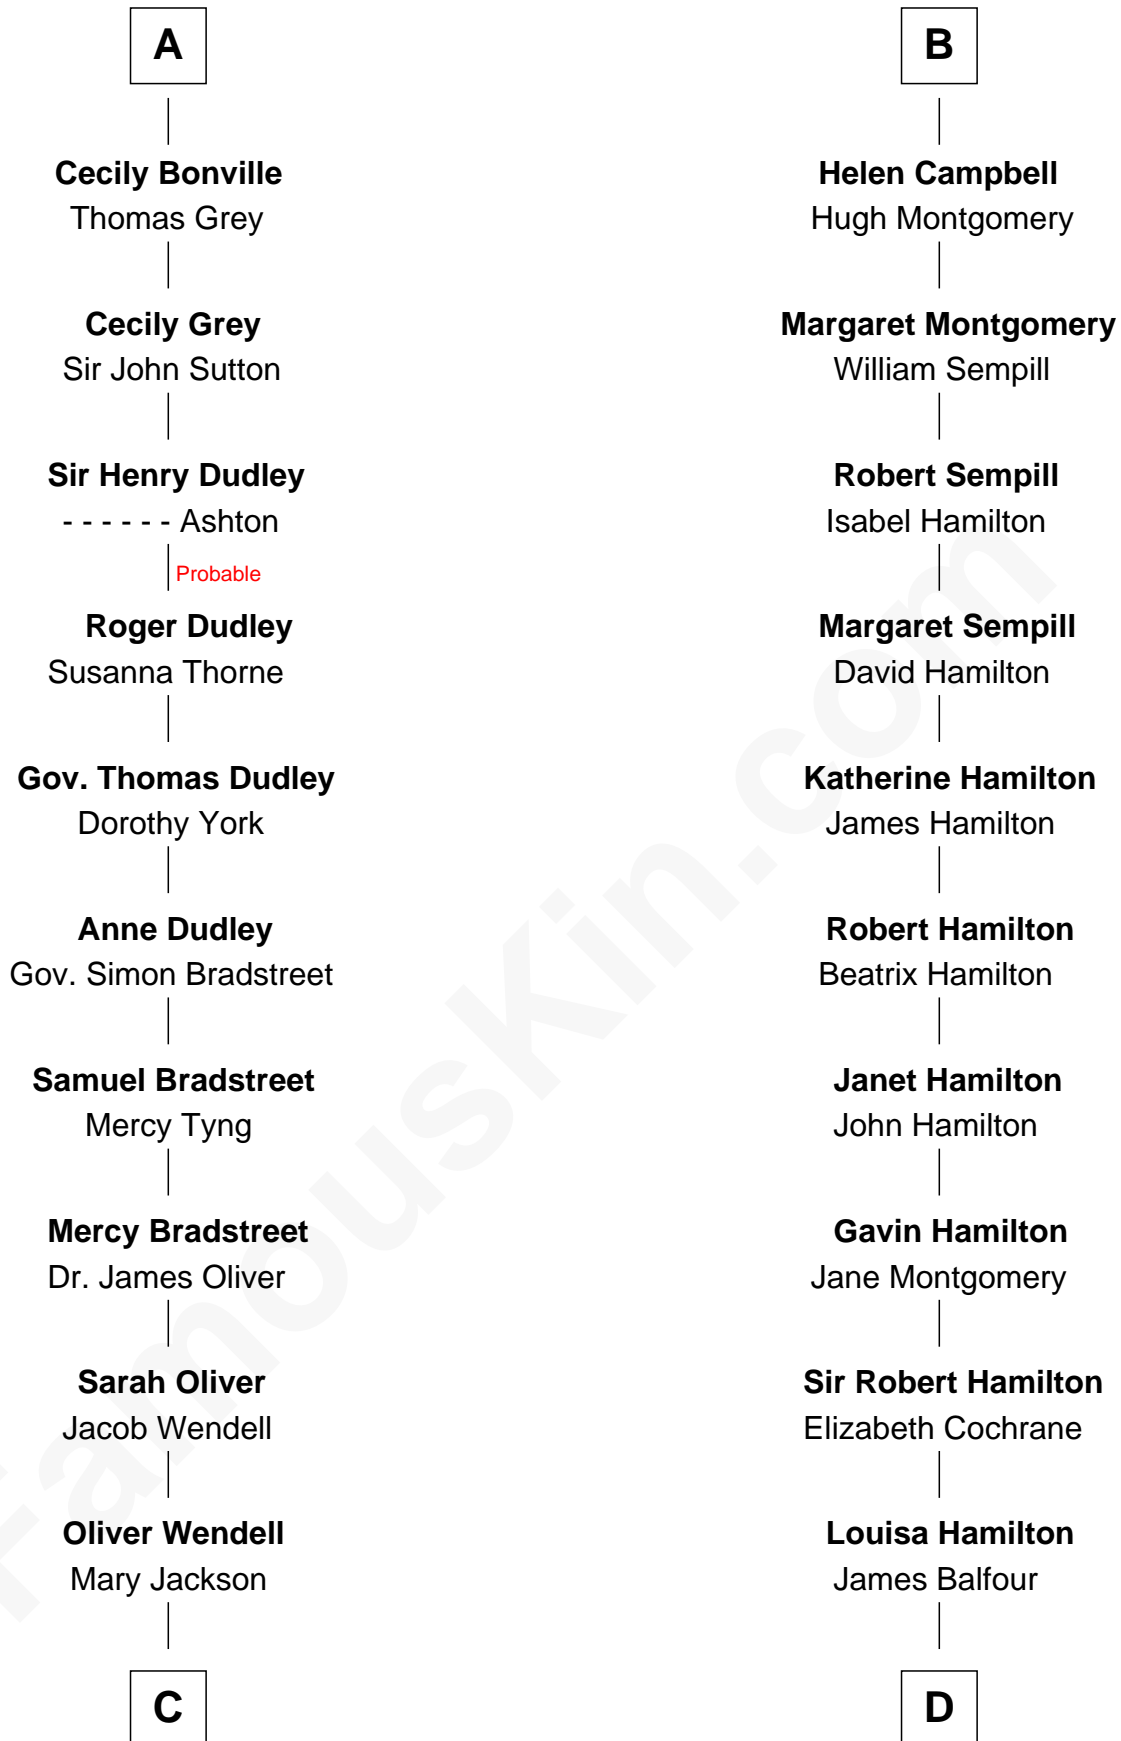 A
Cecily Bonville
Thomas Grey
Cecily Grey
Sir John Sutton
Sir Henry Dudley
- - - - - - Ashton
Probable
Roger Dudley
Susanna Thorne
Gov. Thomas Dudley
Dorothy York
Anne Dudley
Gov. Simon Bradstreet
Samuel Bradstreet
Mercy Tyng
Mercy Bradstreet
Dr. James Oliver
Sarah Oliver
Jacob Wendell
Oliver Wendell
Mary Jackson
C
B
Helen Campbell
Hugh Montgomery
Margaret Montgomery
William Sempill
Robert Sempill
Isabel Hamilton
Margaret Sempill
David Hamilton
Katherine Hamilton
James Hamilton
Robert Hamilton
Beatrix Hamilton
Janet Hamilton
John Hamilton
Gavin Hamilton
Jane Montgomery
Sir Robert Hamilton
Elizabeth Cochrane
Louisa Hamilton
James Balfour
D
FamousKin.com